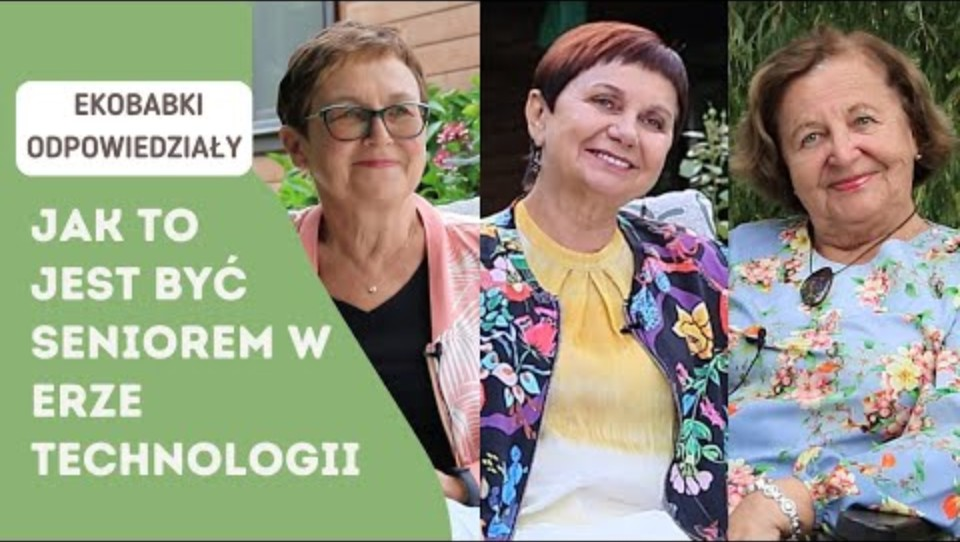 EKOBABKI
ODPOWIEDZIAŁY
JAK TO
JEST BYĆ
SENIOREM W
ERZE
TECHNOLOGII